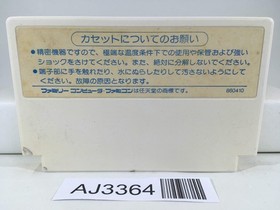 カセットについてのお願い
●精密機器ですので、極端な温度条件下での使用や保管および強い
ショックをさけてください。また、絶対に分解しないでください。
●端子部に手を触れたり、水にぬらしたりして汚さないようにして
ください。故障の原因となります。
ファミリーコンピュータ・ファミコンは任天堂の商標です。
AJ3364